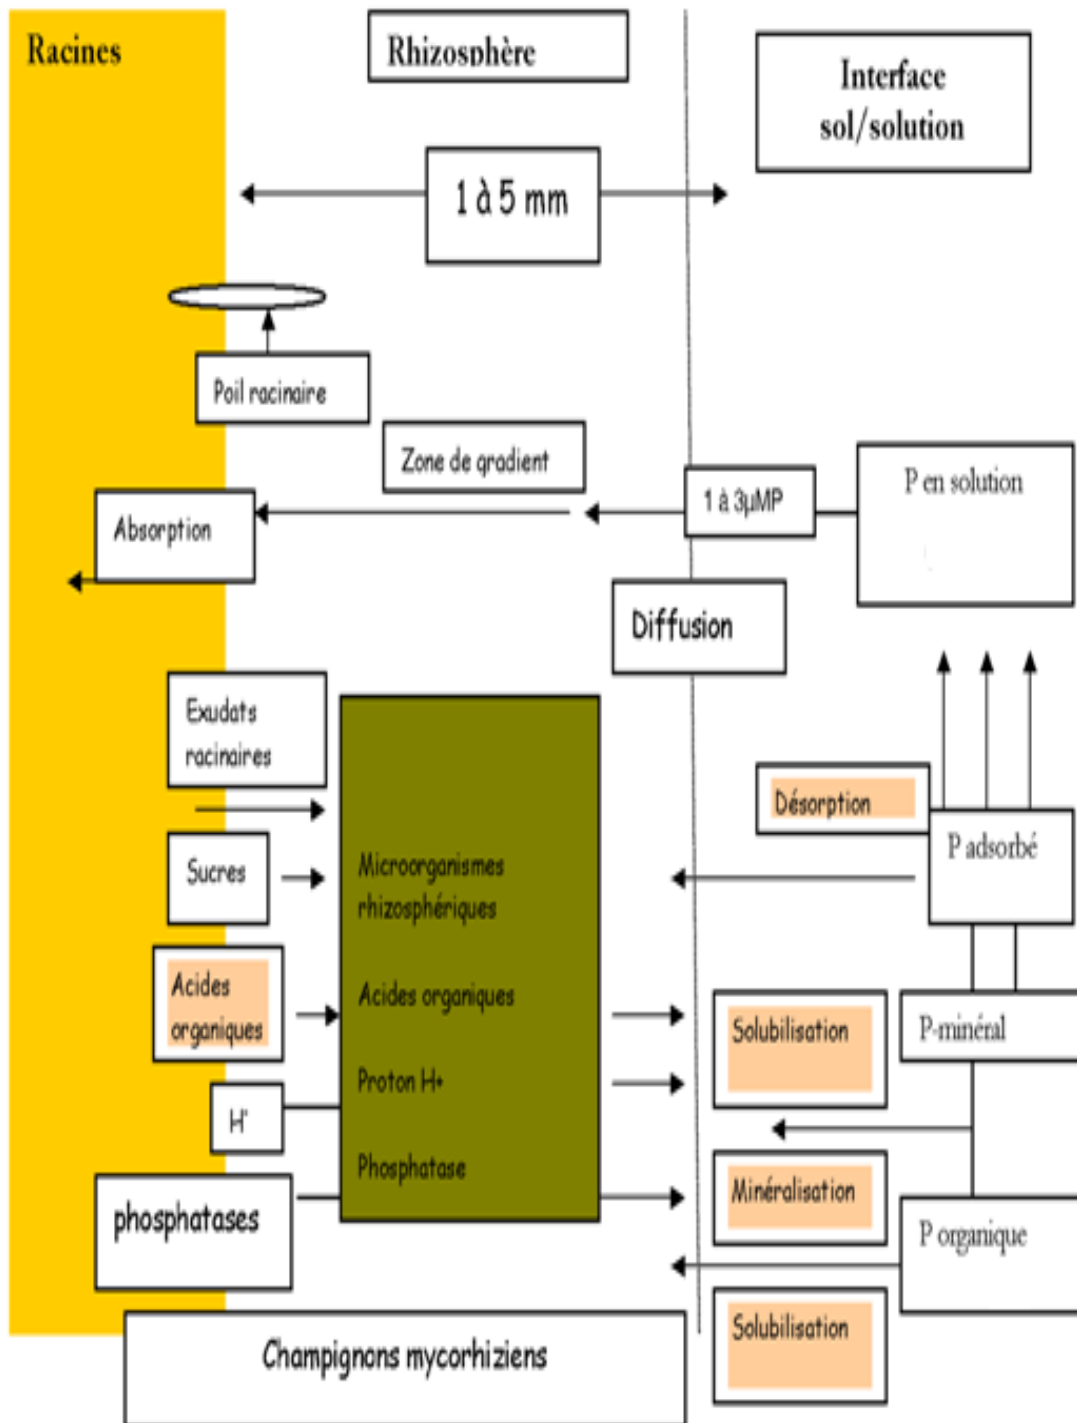 Racines
Rhizosphère
Interface
sol/solution
1 à 5 mm
Poil racinaire
Zone de gradient
1 à 3µMP
P en solution
Absorption
Diffusion
Exudats
racinaires
Désorption
P adsorbé
Sucres
Microorganismes
rhizosphériques
Acides
organiques
Acides organiques
Solubilisation
P-minéral
H⁺
Proton H+
phosphatases
Phosphatase
Minéralisation
P organique
Solubilisation
Champignons mycorhiziens